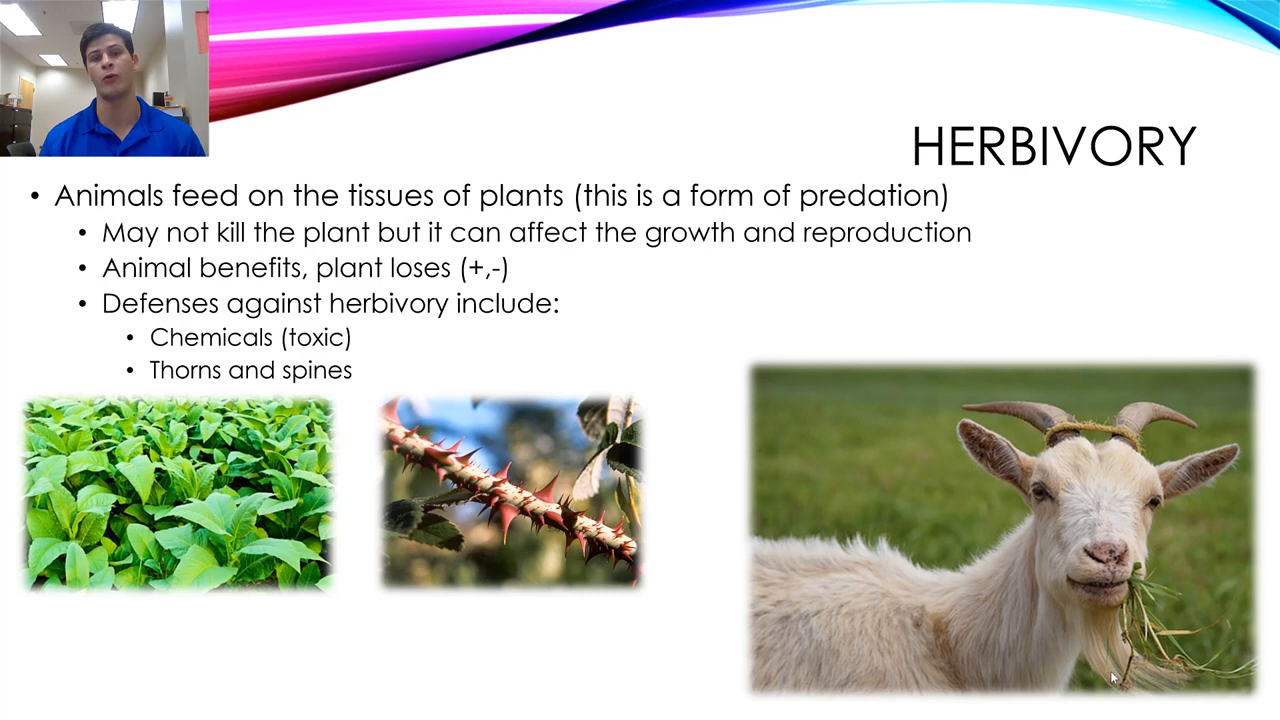 HERBIVORY
• Animals feed on the tissues of plants (this is a form of predation)
• May not kill the plant but it can affect the growth and reproduction
• Animal benefits, plant loses (+,-)
• Defenses against herbivory include:
• Chemicals (toxic)
• Thorns and spines